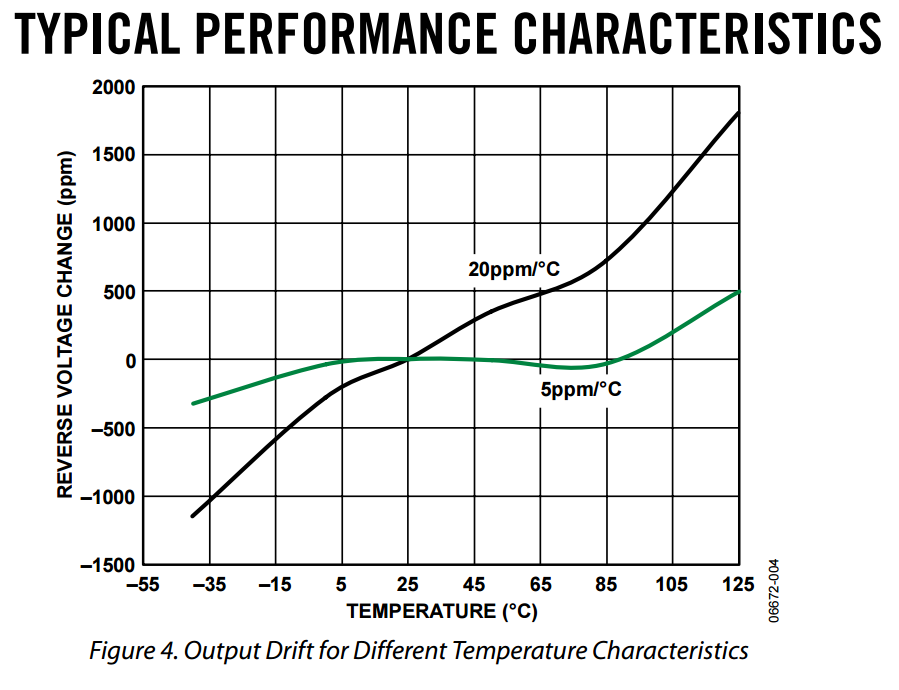 TYPICAL PERFORMANCE CHARACTERISTICS
2000
1500
1000
500
0
–500
–1000
–1500
REVERSE VOLTAGE CHANGE (ppm)
20ppm/°C
5ppm/°C
–55 –35 –15 5 25 45 65 85 105 125
TEMPERATURE (°C)
06672-004
Figure 4. Output Drift for Different Temperature Characteristics